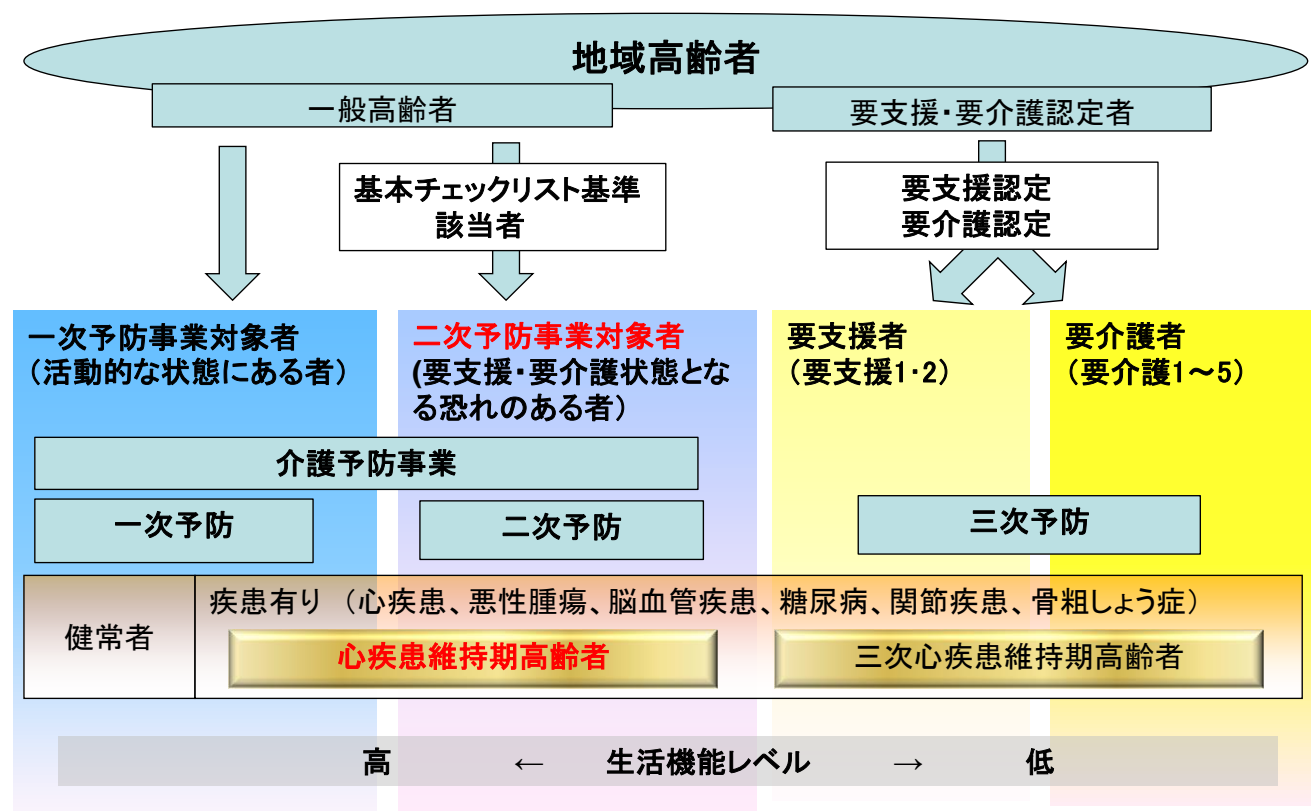 地域高齢者
一般高齢者
要支援・要介護認定者
基本チェックリスト基準
該当者
要支援認定
要介護認定
一次予防事業対象者
（活動的な状態にある者）
二次予防事業対象者
(要支援・要介護状態とな
る恐れのある者）
要支援者
（要支援1・2）
要介護者
（要介護1～5）
介護予防事業
一次予防
二次予防
三次予防
健常者
疾患有り （心疾患、悪性腫瘍、脳血管疾患、糖尿病、関節疾患、骨粗しょう症）
心疾患維持期高齢者
三次心疾患維持期高齢者
高 ← 生活機能レベル → 低